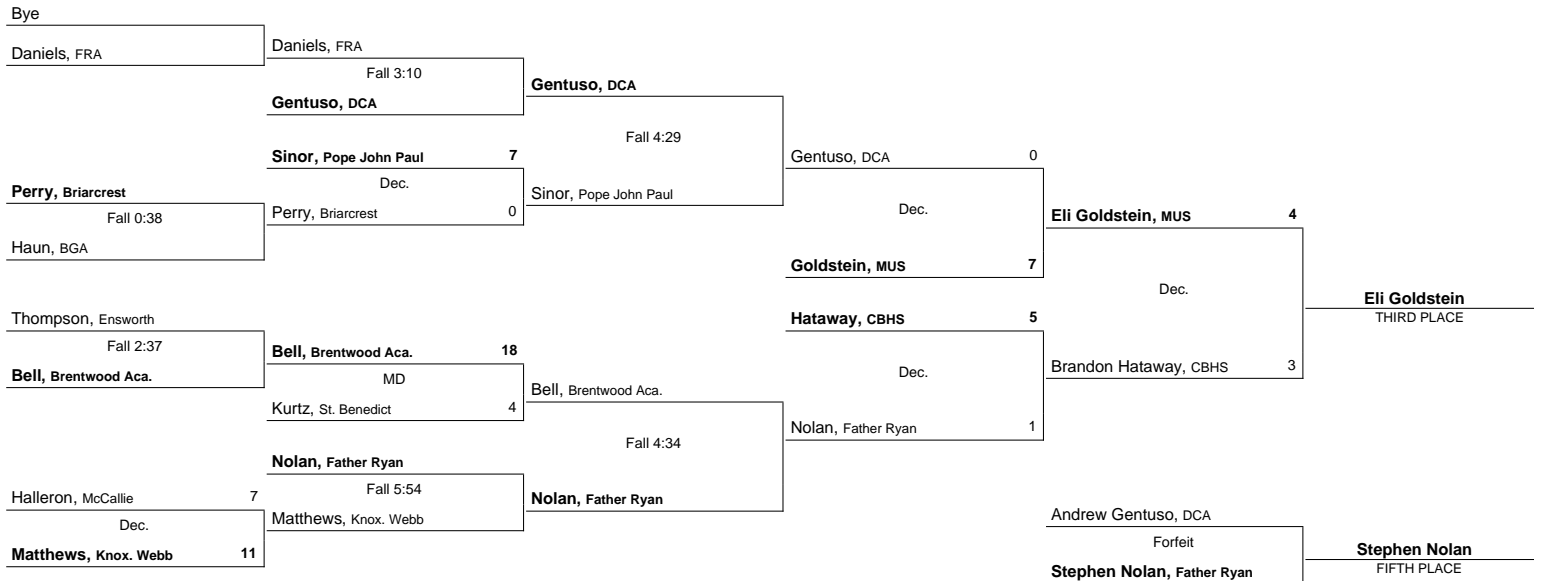 Bye
Daniels, FRA
Perry, Briarcrest
Fall 0:38
Haun, BGA
Thompson, Ensworth
Fall 2:37
Bell, Brentwood Aca.
Halleron, McCallie 7
Dec.
Matthews, Knox. Webb 11
Daniels, FRA
Fall 3:10
Gentuso, DCA
Sinor, Pope John Paul 7
Dec.
Perry, Briarcrest 0
Bell, Brentwood Aca. 18
MD
Kurtz, St. Benedict 4
Nolan, Father Ryan
Fall 5:54
Matthews, Knox. Webb
Gentuso, DCA
Fall 4:29
Sinor, Pope John Paul
Bell, Brentwood Aca.
Fall 4:34
Nolan, Father Ryan
Gentuso, DCA 0
Dec.
Goldstein, MUS 7
Hataway, CBHS 5
Dec.
Nolan, Father Ryan 1
Eli Goldstein, MUS 4
Dec.
Brandon Hataway, CBHS 3
Eli Goldstein
THIRD PLACE
Andrew Gentuso, DCA
Forfeit
Stephen Nolan, Father Ryan
Stephen Nolan
FIFTH PLACE